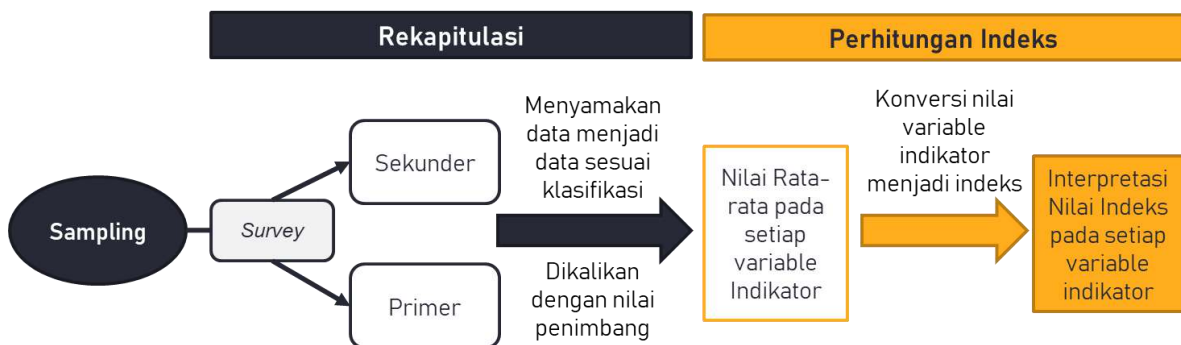 Rekapitulasi
Perhitungan Indeks
Sampling
Survey
Sekunder
Primer
Menyamakan
data menjadi
data sesuai
klasifikasi
Dikalikan
dengan nilai
penimbang
Nilai Rata-
rata pada
setiap
variable
Indikator
Konversi nilai
variable
indikator
menjadi indeks
Interpretasi
Nilai Indeks
pada setiap
variable
indikator